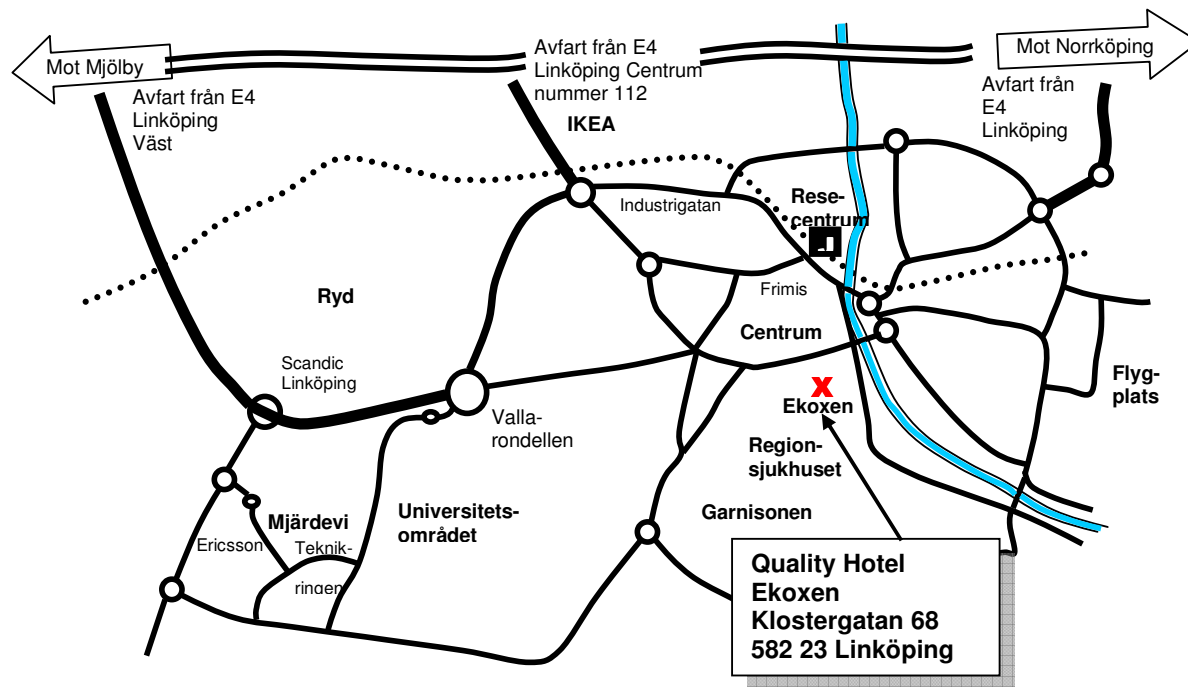 Mot Mjölby
Avfart från E4
Linköping Centrum
nummer 112
Mot Norrköping
Avfart från E4
Linköping
Väst
Avfart från
E4
Linköping
IKEA
Industrigatan
Rese-
centrum
Ryd
Frimis
Centrum
Scandic
Linköping
Valla-
rondellen
Ekoxen
Flyg-
plats
Region-
sjukhuset
Universitets-
området
Garnisonen
Mjärdevi
Ericsson
Teknik-
ringen
Quality Hotel
Ekoxen
Klostergatan 68
582 23 Linköping